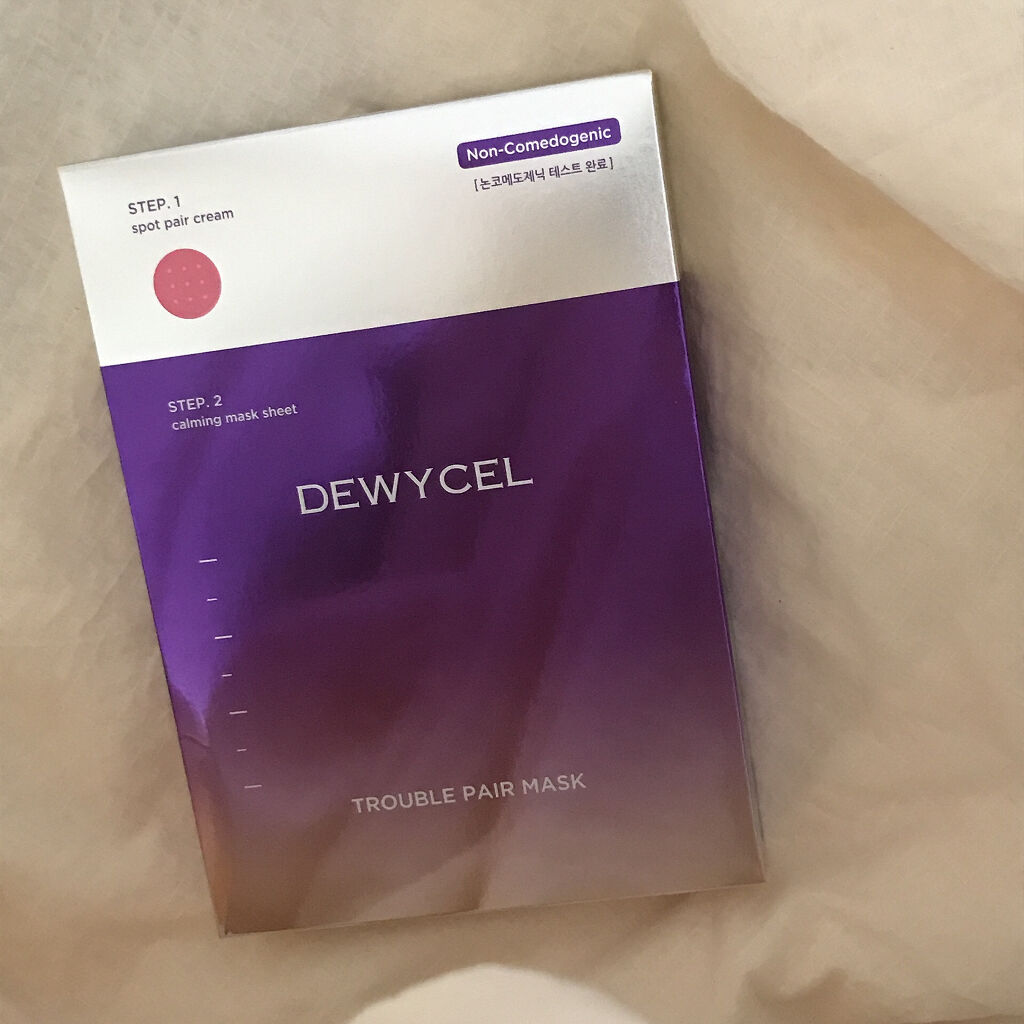 Non-Comedogenic
[논코메도제닉 테스트 완료]
STEP. 1
spot pair cream
STEP. 2
calming mask sheet
DEWYCEL
TROUBLE PAIR MASK